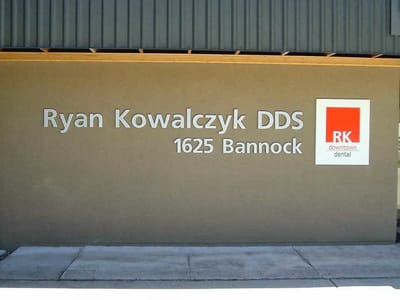 Ryan Kowalczyk DDS
1625 Bannock
RK
downtown
dental